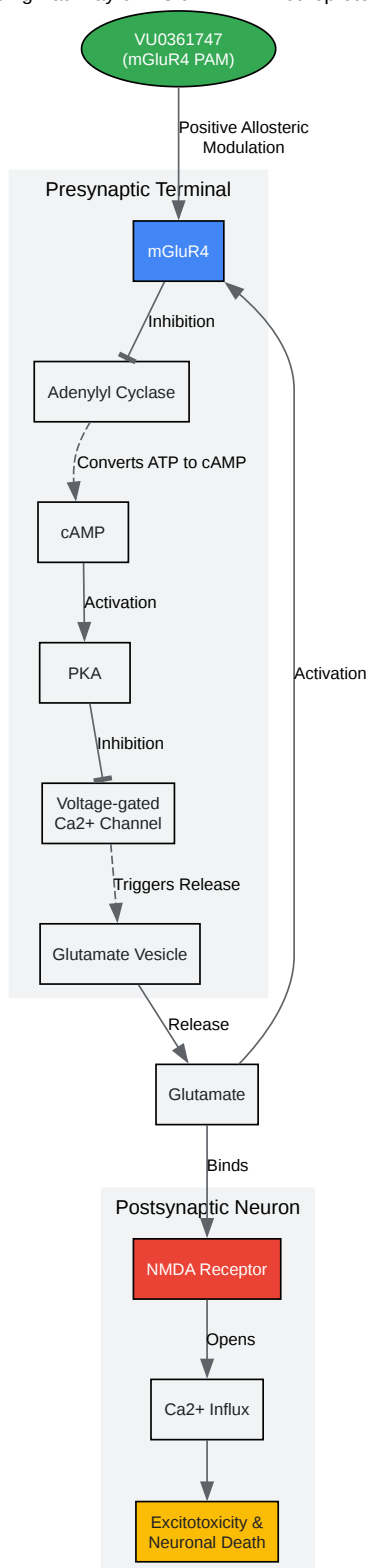 VU0361747
(mGluR4 PAM)
Positive Allosteric
Modulation
Presynaptic Terminal
mGluR4
Inhibition
Adenylyl Cyclase
Converts ATP to cAMP
cAMP
Activation
PKA
Activation
Inhibition
Voltage-gated
Ca2+ Channel
Triggers Release
Glutamate Vesicle
Release
Glutamate
Binds
Postsynaptic Neuron
NMDA Receptor
Opens
Ca2+ Influx
Excitotoxicity &
Neuronal Death